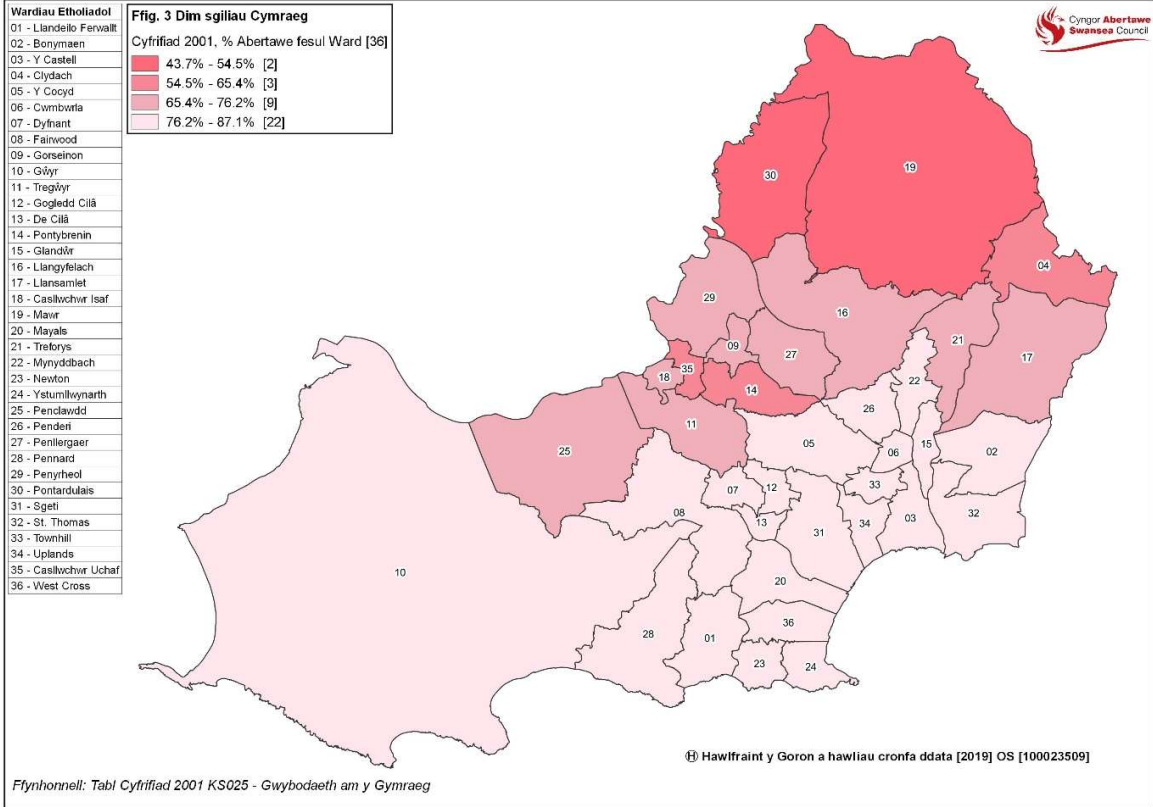 Wardiau Etholiadol
01 - Llandeilo Ferwallt
02 - Bonymaen
03 - Y Castell
04 - Clydach
05 - Y Cocyd
06 - Cwmbwrla
07 - Dyfnant
08 - Fairwood
09 - Gorseinon
10 - Gŵyr
11 - Tregŵyr
12 - Gogledd Cilâ
13 - De Cilâ
14 - Pontybrenin
15 - Glandŵr
16 - Llangyfelach
17 - Llansamlet
18 - Casllwchwr Isaf
19 - Mawr
20 - Mayals
21 - Treforys
22 - Mynyddbach
23 - Newton
24 - Ystumllwynarth
25 - Penclawdd
26 - Penderi
27 - Penllergaer
28 - Pennard
29 - Penyrheol
30 - Pontardulais
31 - Sgeti
32 - St. Thomas
33 - Townhill
34 - Uplands
35 - Casllwchwr Uchaf
36 - West Cross
Ffig. 3 Dim sgiliau Cymraeg
Cyfrifiad 2001, % Abertawe fesul Ward [36]
43.7% - 54.5% [2]
54.5% - 65.4% [3]
65.4% - 76.2% [9]
76.2% - 87.1% [22]
Cyngor Abertawe
Swansea Council
30
19
04
29
16
21
17
09
27
18
35
14
22
26
11
05
15
25
06
02
07
12
33
08
13
31
34
03
32
10
20
36
28
01
23
24
Ⓗ Hawlfraint y Goron a hawliau cronfa ddata [2019] OS [100023509]
Ffynhonnell: Tabl Cyfrifiad 2001 KS025 - Gwybodaeth am y Gymraeg